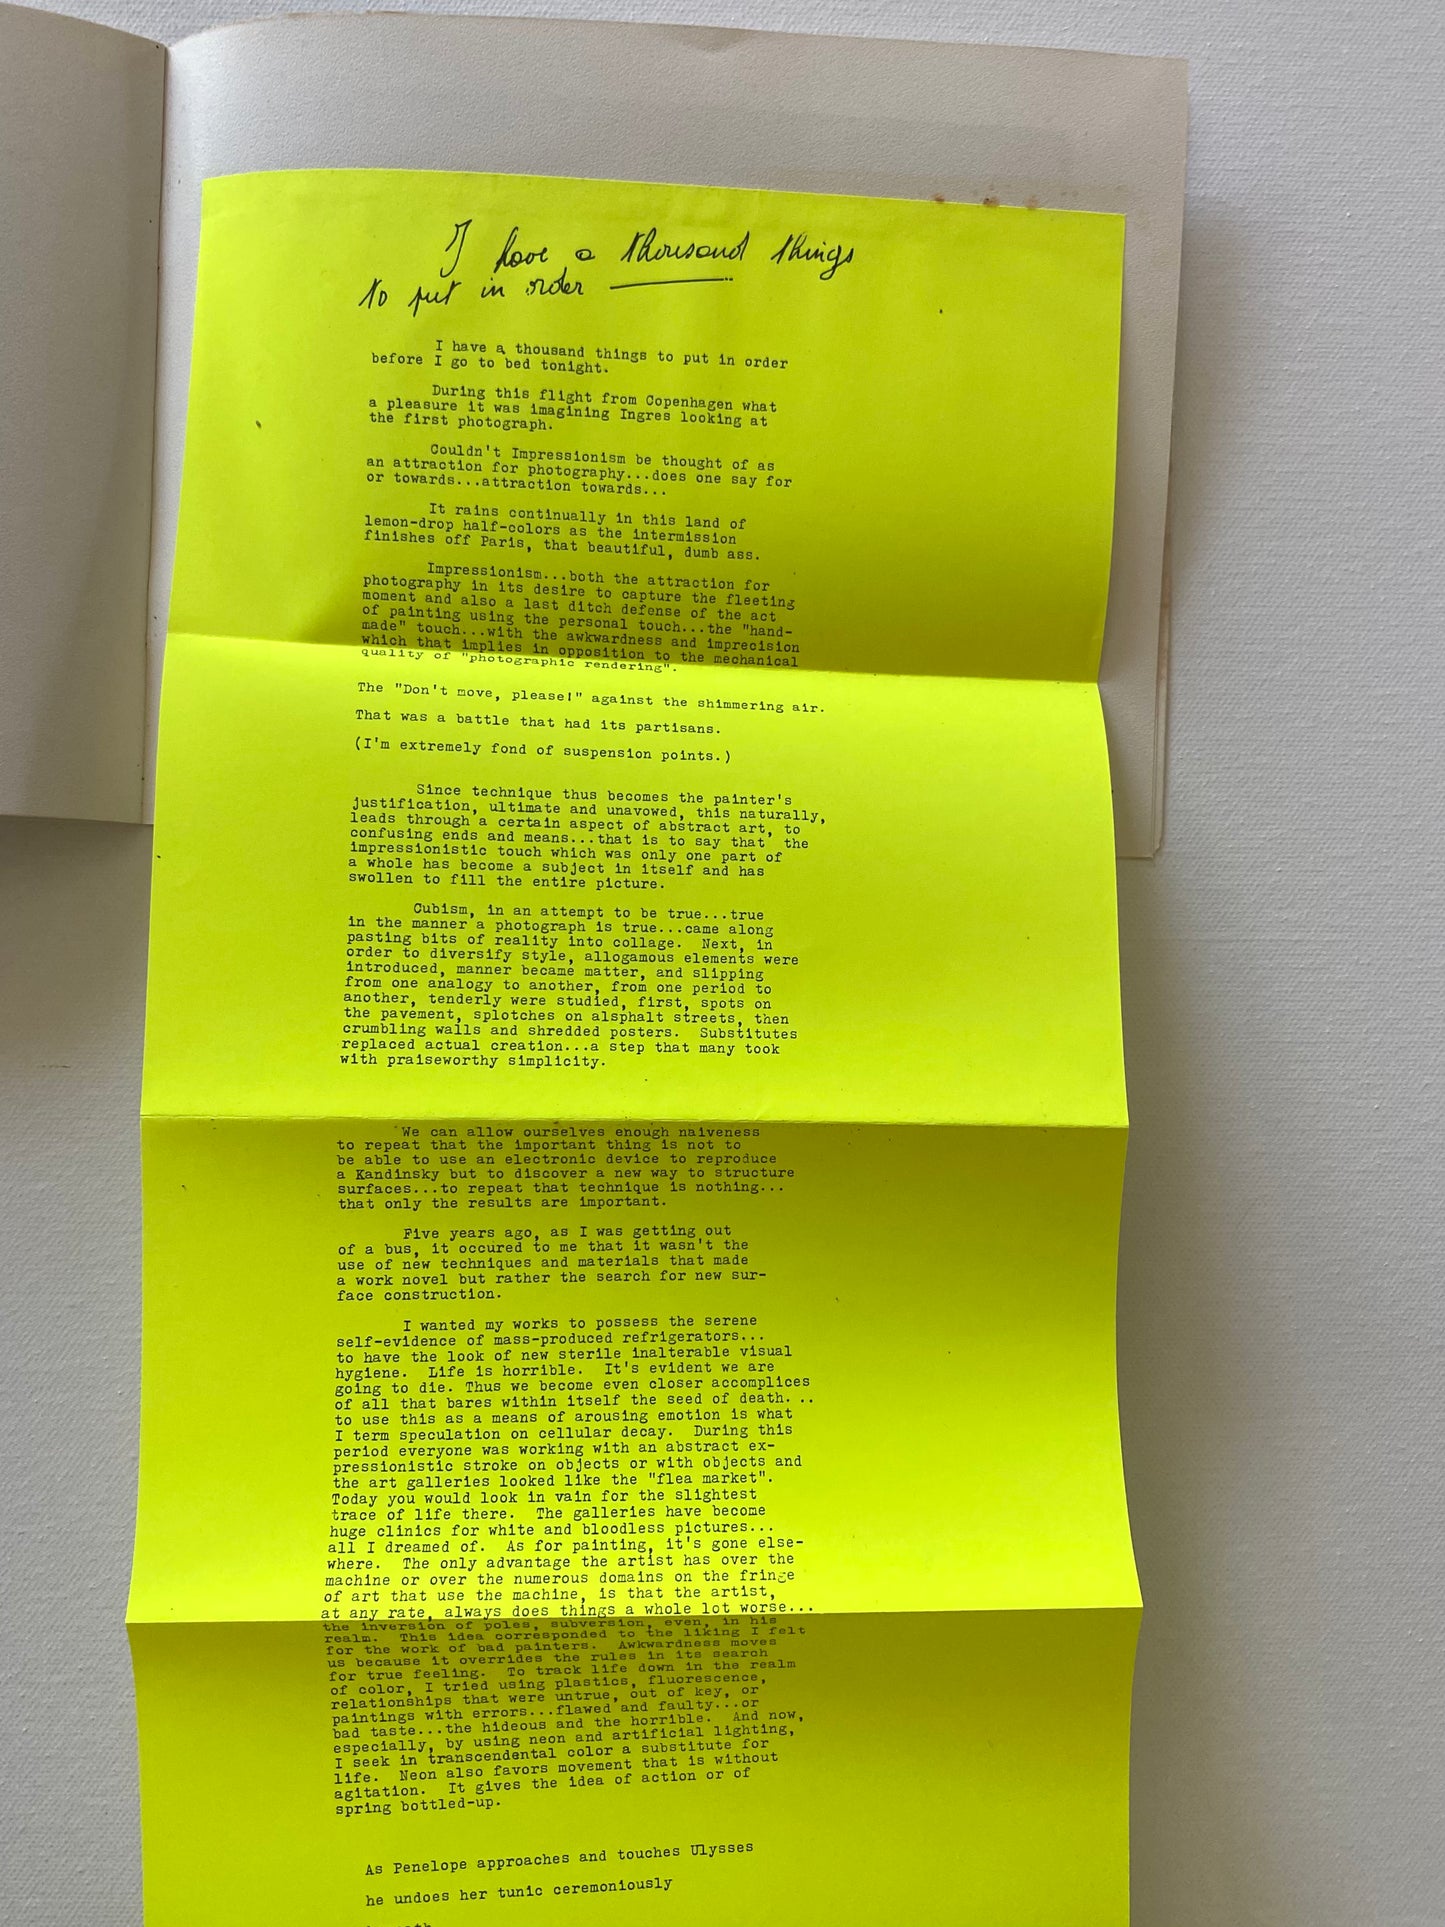 I have a thousand things
to put in order
I have a thousand things to put in order
before I go to bed tonight.
During this flight from Copenhagen what
a pleasure it was imagining Ingres looking at
the first photograph.
Couldn't Impressionism be thought of as
an attraction for photography...does one say for
or towards...attraction towards...
It rains continually in this land of
lemon-drop half-colors as the intermission
finishes off Paris, that beautiful, dumb ass.
Impressionism...both the attraction for
photography in its desire to capture the fleeting
moment and also a last ditch defense of the act
of painting using the personal touch...the "hand-
made" touch...with the awkwardness and imprecision
which that implies in opposition to the mechanical
quality of "photographic rendering".
The "Don't move, please!" against the shimmering air.
That was a battle that had its partisans.
(I'm extremely fond of suspension points.)
Since technique thus becomes the painter's
justification, ultimate and unavowed, this naturally,
leads through a certain aspect of abstract art, to
confusing ends and means...that is to say that the
impressionistic touch which was only one part of
a whole has become a subject in itself and has
swollen to fill the entire picture.
Cubism, in an attempt to be true...true
in the manner a photograph is true...came along
pasting bits of reality into collage. Next, in
order to diversify style, allogamous elements were
introduced, manner became matter, and slipping
from one analogy to another, from one period to
another, tenderly were studied, first, spots on
the pavement, splotches on alsphalt streets, then
crumbling walls and shredded posters. Substitutes
replaced actual creation...a step that many took
with praiseworthy simplicity.
We can allow ourselves enough naiveness
to repeat that the important thing is not to
be able to use an electronic device to reproduce
a Kandinsky but to discover a new way to structure
surfaces...to repeat that technique is nothing...
that only the results are important.
Five years ago, as I was getting out
of a bus, it occured to me that it wasn't the
use of new techniques and materials that made
a work novel but rather the search for new sur-
face construction.
I wanted my works to possess the serene
self-evidence of mass-produced refrigerators...
to have the look of new sterile inalterable visual
hygiene. Life is horrible. It's evident we are
going to die. Thus we become even closer accomplices
of all that bares within itself the seed of death...
to use this as a means of arousing emotion is what
I term speculation on cellular decay. During this
period everyone was working with an abstract ex-
pressionistic stroke on objects or with objects and
the art galleries looked like the "flea market".
Today you would look in vain for the slightest
trace of life there. The galleries have become
huge clinics for white and bloodless pictures...
all I dreamed of. As for painting, it's gone else-
where. The only advantage the artist has over the
machine or over the numerous domains on the fringe
of art that use the machine, is that the artist,
at any rate, always does things a whole lot worse...
the inversion of poles, subversion, even, in his
realm. This idea corresponded to the liking I felt
for the work of bad painters. Awkwardness moves
us because it overrides the rules in its search
for true feeling. To track life down in the realm
of color, I tried using plastics, fluorescence,
relationships that were untrue, out of key, or
paintings with errors...flawed and faulty...or
bad taste...the hideous and the horrible. And now,
especially, by using neon and artificial lighting,
I seek in transcendental color a substitute for
life. Neon also favors movement that is without
agitation. It gives the idea of action or of
spring bottled-up.
As Penelope approaches and touches Ulysses
he undoes her tunic ceremoniously